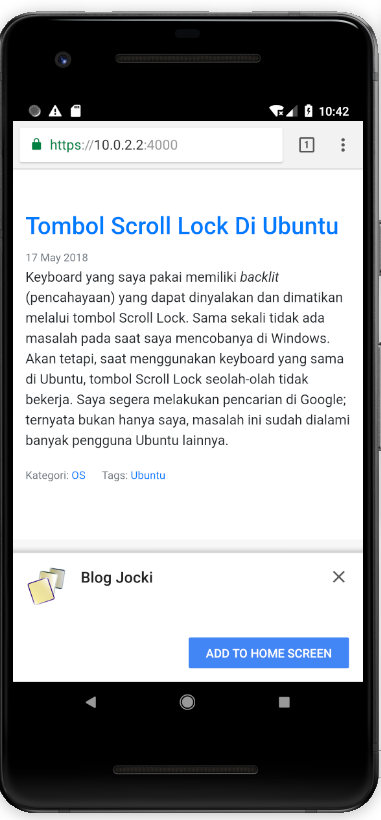 10:42
https://10.0.2.2:4000
1
Tombol Scroll Lock Di Ubuntu
17 May 2018
Keyboard yang saya pakai memiliki backlit
(pencahayaan) yang dapat dinyalakan dan dimatikan
melalui tombol Scroll Lock. Sama sekali tidak ada
masalah pada saat saya mencobanya di Windows.
Akan tetapi, saat menggunakan keyboard yang sama
di Ubuntu, tombol Scroll Lock seolah-olah tidak
bekerja. Saya segera melakukan pencarian di Google;
ternyata bukan hanya saya, masalah ini sudah dialami
banyak pengguna Ubuntu lainnya.
Kategori: OS Tags: Ubuntu
Blog Jocki
ADD TO HOME SCREEN